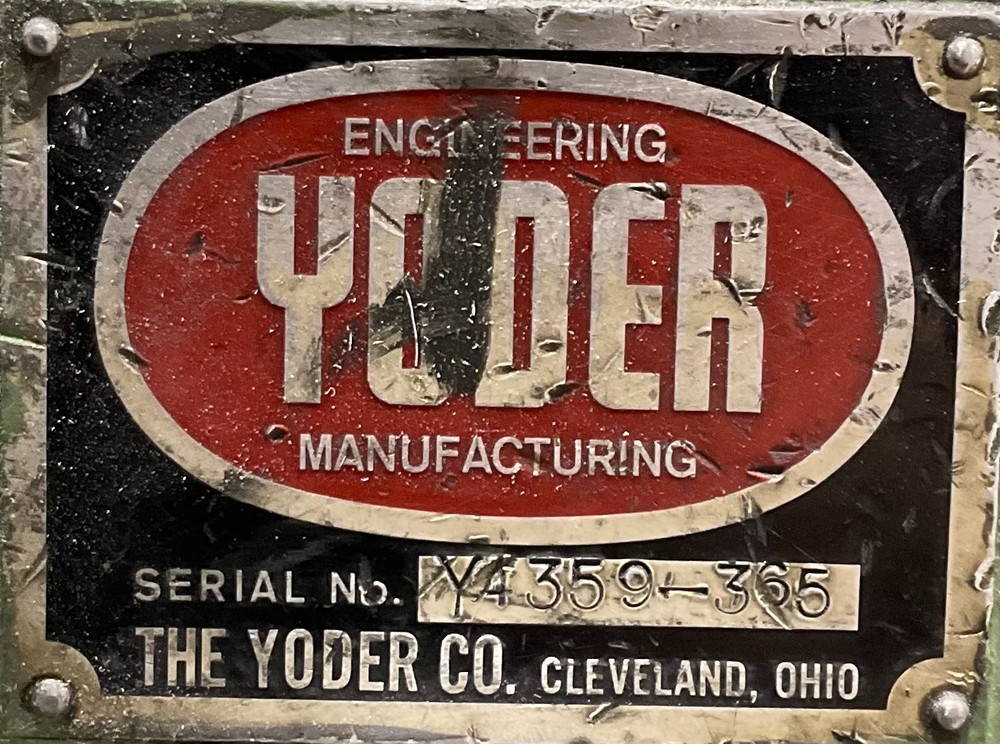 ENGINEERING
YODER
MANUFACTURING
SERIAL No. Y4359-365
THE YODER CO. CLEVELAND, OHIO